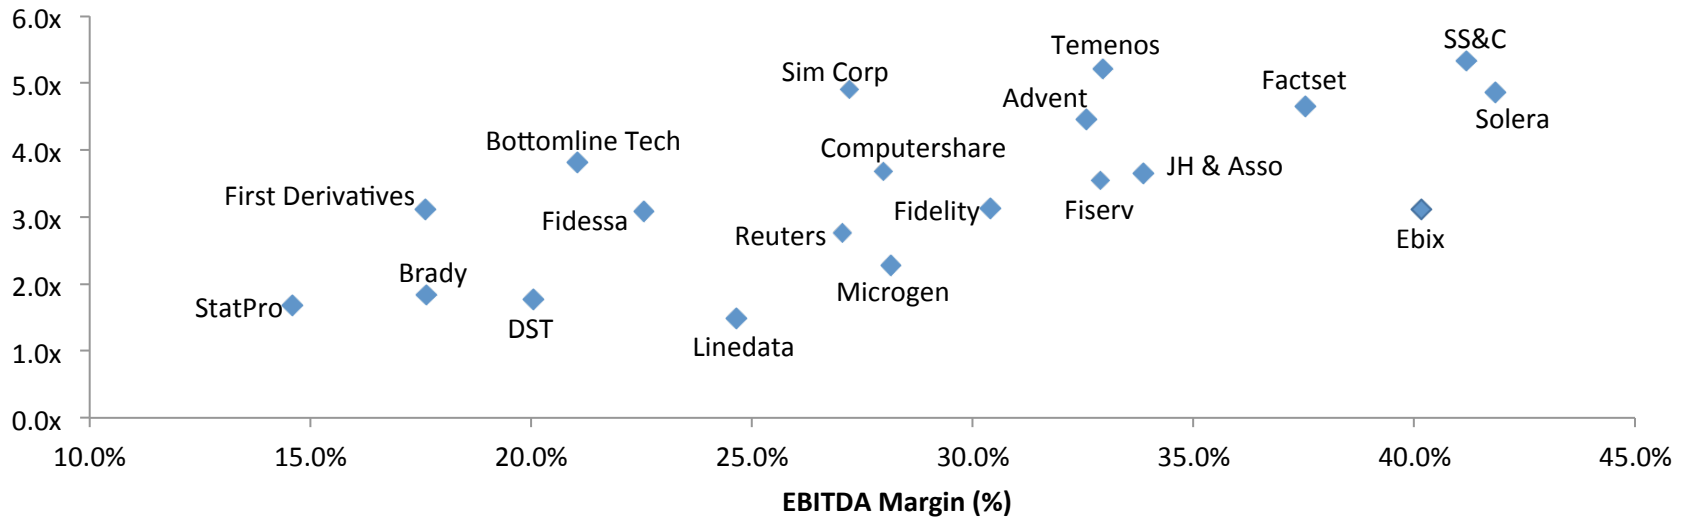 6.0x
SS&C
Temenos
Sim Corp
Factset
5.0x
Advent
Solera
Bottomline Tech
Computershare
4.0x
JH & Asso
First Derivatives
Fidelity
Fiserv
3.0x
Fidessa
Reuters
Ebix
Brady
2.0x
Microgen
StatPro
DST
Linedata
1.0x
0.0x
10.0% 15.0% 20.0% 25.0% 30.0% 35.0% 40.0% 45.0%
EBITDA Margin (%)